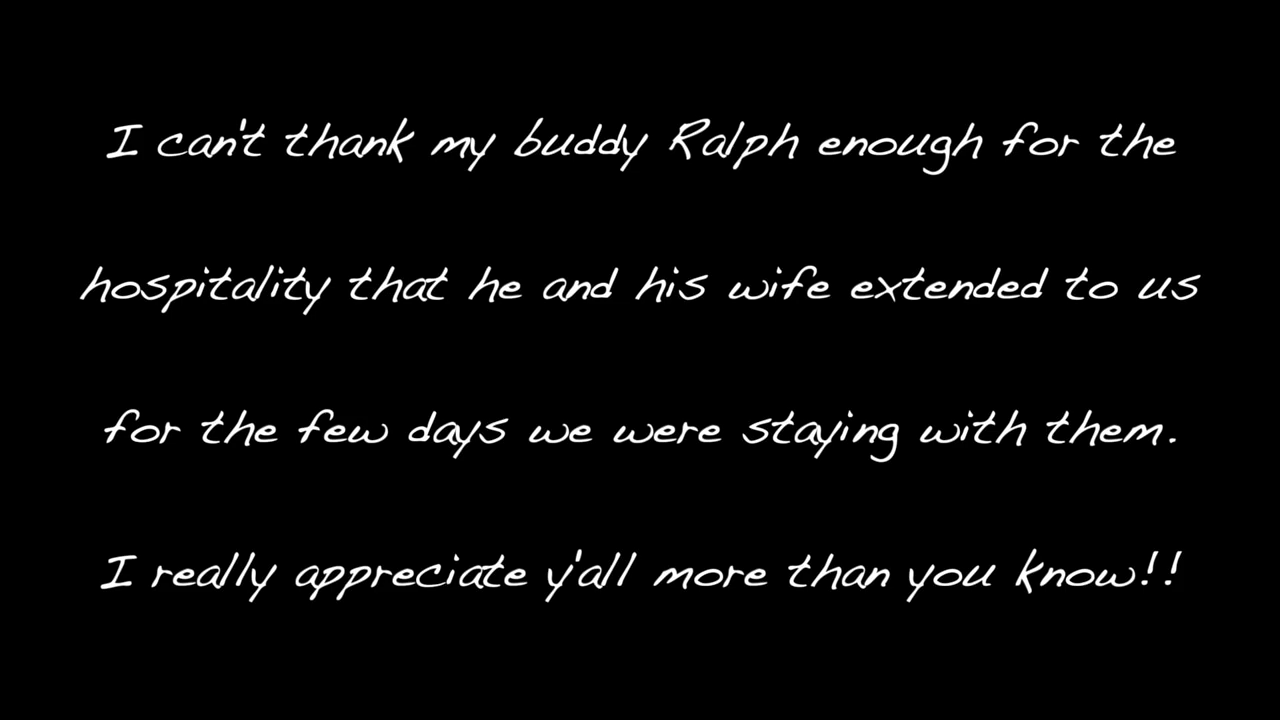 I can't thank my buddy Ralph enough for the
hospitality that he and his wife extended to us
for the few days we were staying with them.
I really appreciate y'all more than you know!!